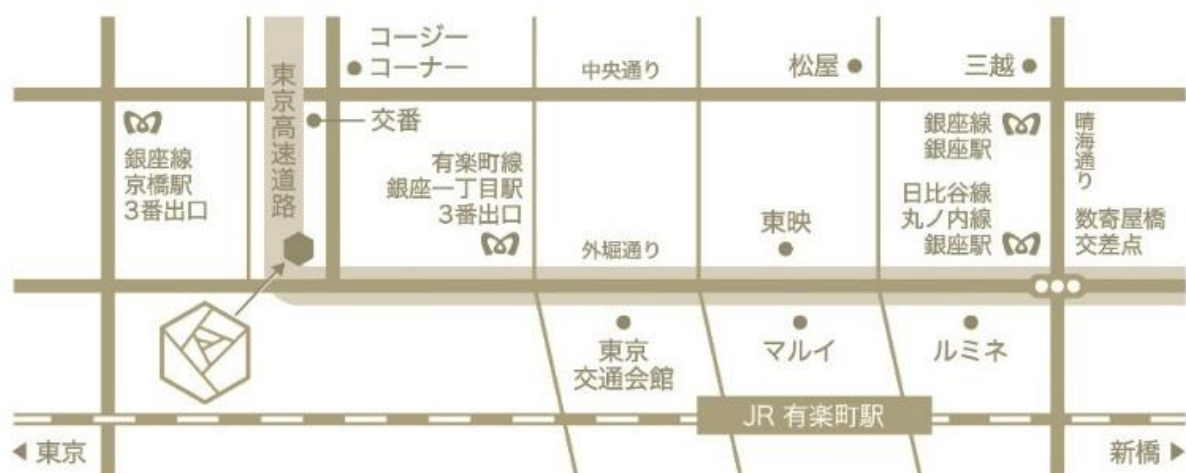 コージー
コーナー
中央通り
松屋
三越
東京高速道路
交番
銀座線
京橋駅
3番出口
有楽町線
銀座一丁目駅
3番出口
銀座線
銀座駅
晴海通り
日比谷線
丸ノ内線
銀座駅
数寄屋橋
交差点
東映
外堀通り
東京
交通会館
マルイ
ルミネ
JR 有楽町駅
東京
新橋